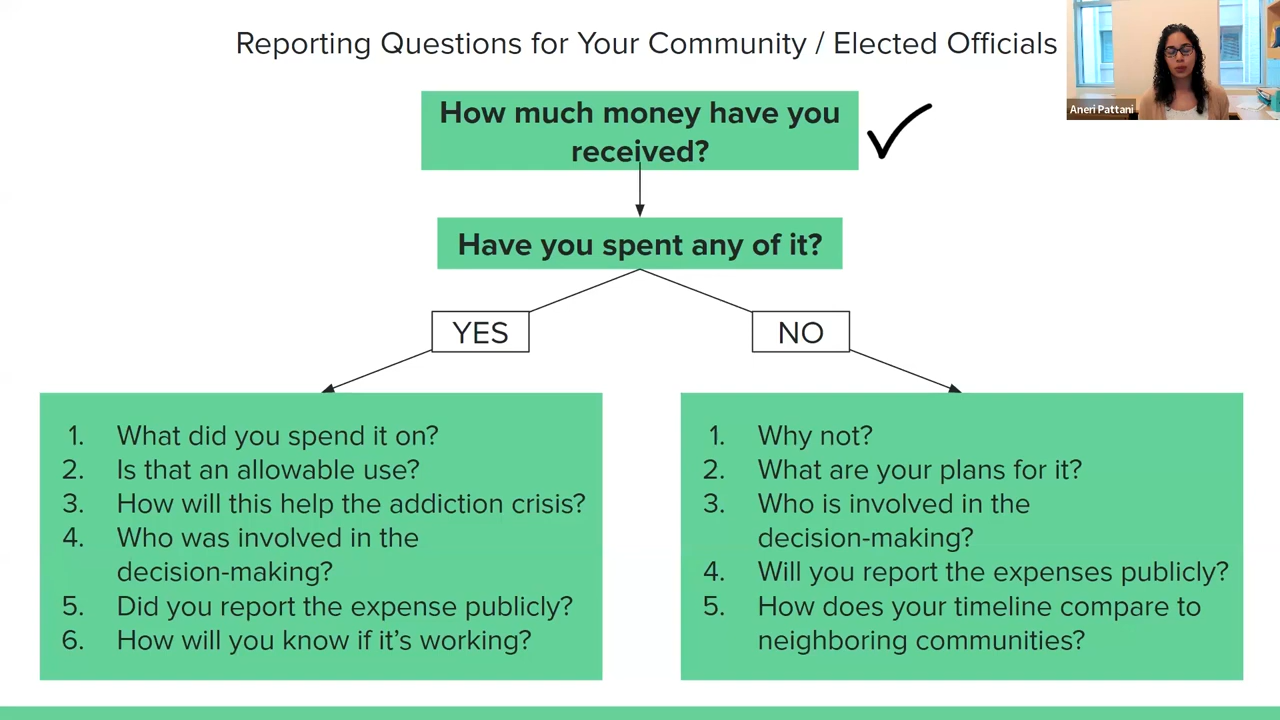 Reporting Questions for Your Community / Elected Officials
Aneri Pattani
How much money have you
received?
Have you spent any of it?
YES
NO
1. What did you spend it on?
2. Is that an allowable use?
3. How will this help the addiction crisis?
4. Who was involved in the
decision-making?
5. Did you report the expense publicly?
6. How will you know if it’s working?
1. Why not?
2. What are your plans for it?
3. Who is involved in the
decision-making?
4. Will you report the expenses publicly?
5. How does your timeline compare to
neighboring communities?